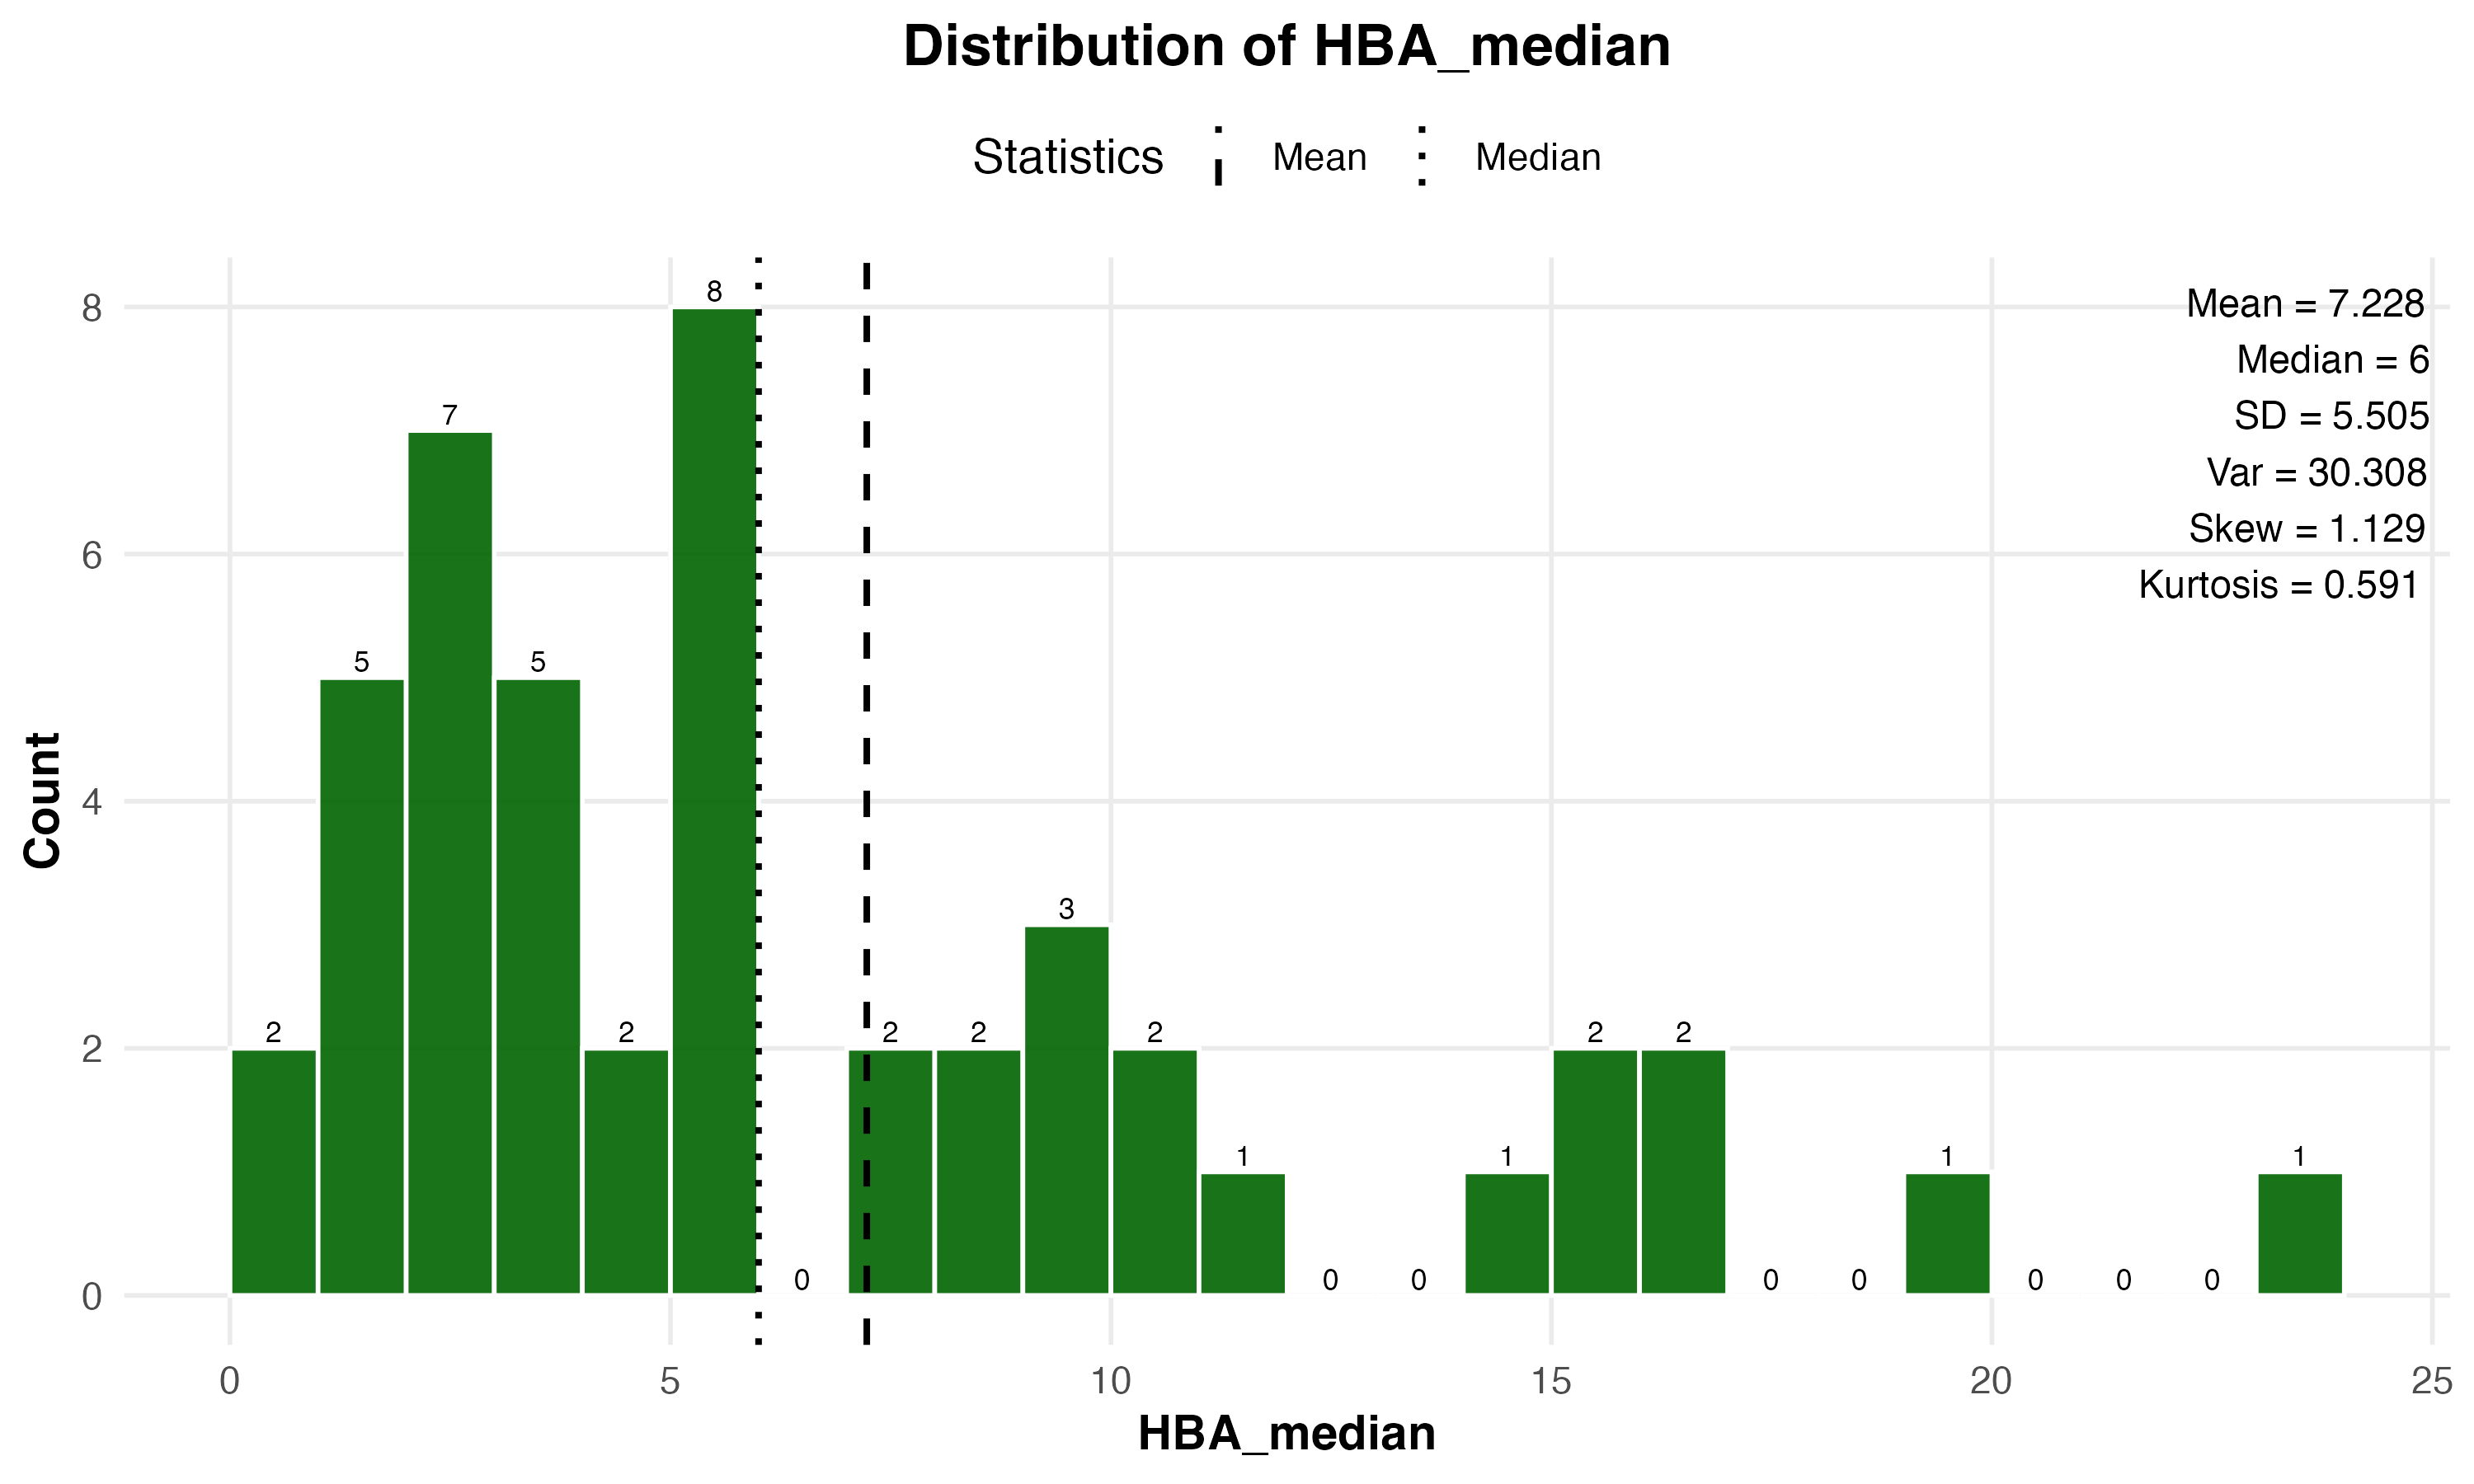 Distribution of HBA_median
Statistics Mean Median
8
6
4
2
0
Count
Mean = 7.228
Median = 6
SD = 5.505
Var = 30.308
Skew = 1.129
Kurtosis = 0.591
2 5 7 5 2 8 0 2 2 3 2 1 0 0 1 2 2 0 0 1 0 0 0 1
0 5 10 15 20 25
HBA_median